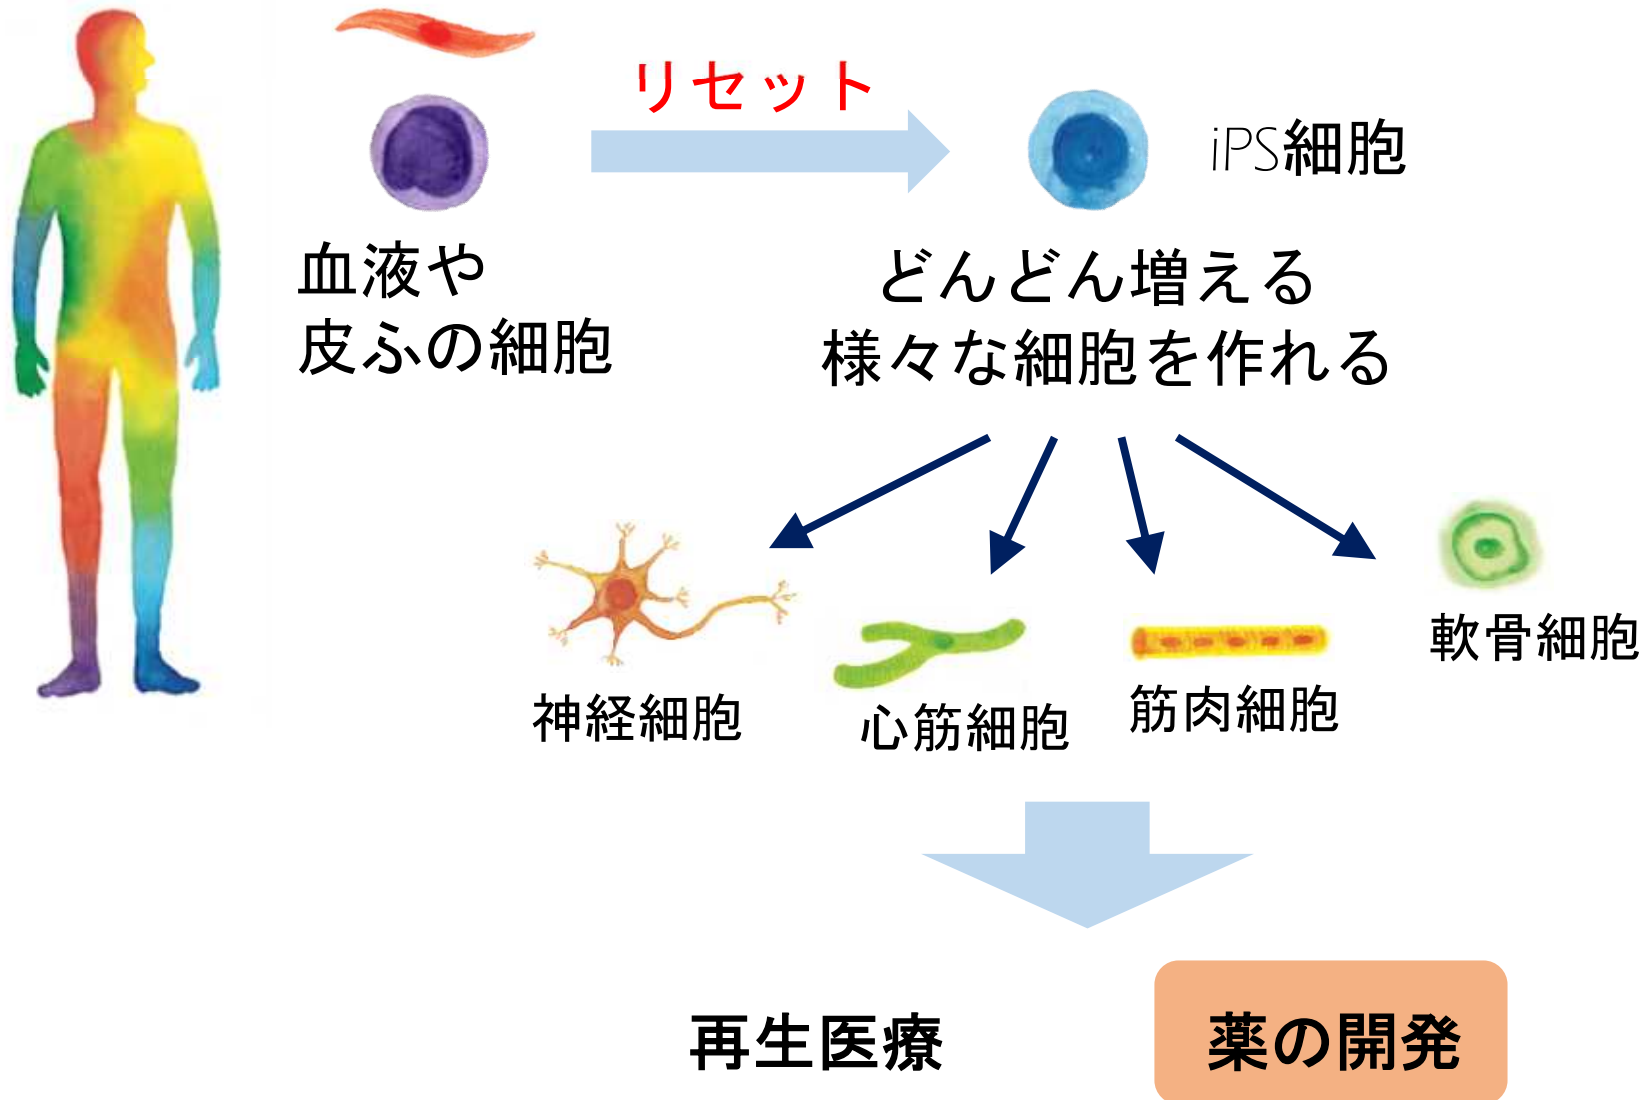 リセット
iPS細胞
血液や
皮ふの細胞
どんどん増える
様々な細胞を作れる
神経細胞
心筋細胞
筋肉細胞
軟骨細胞
再生医療
薬の開発